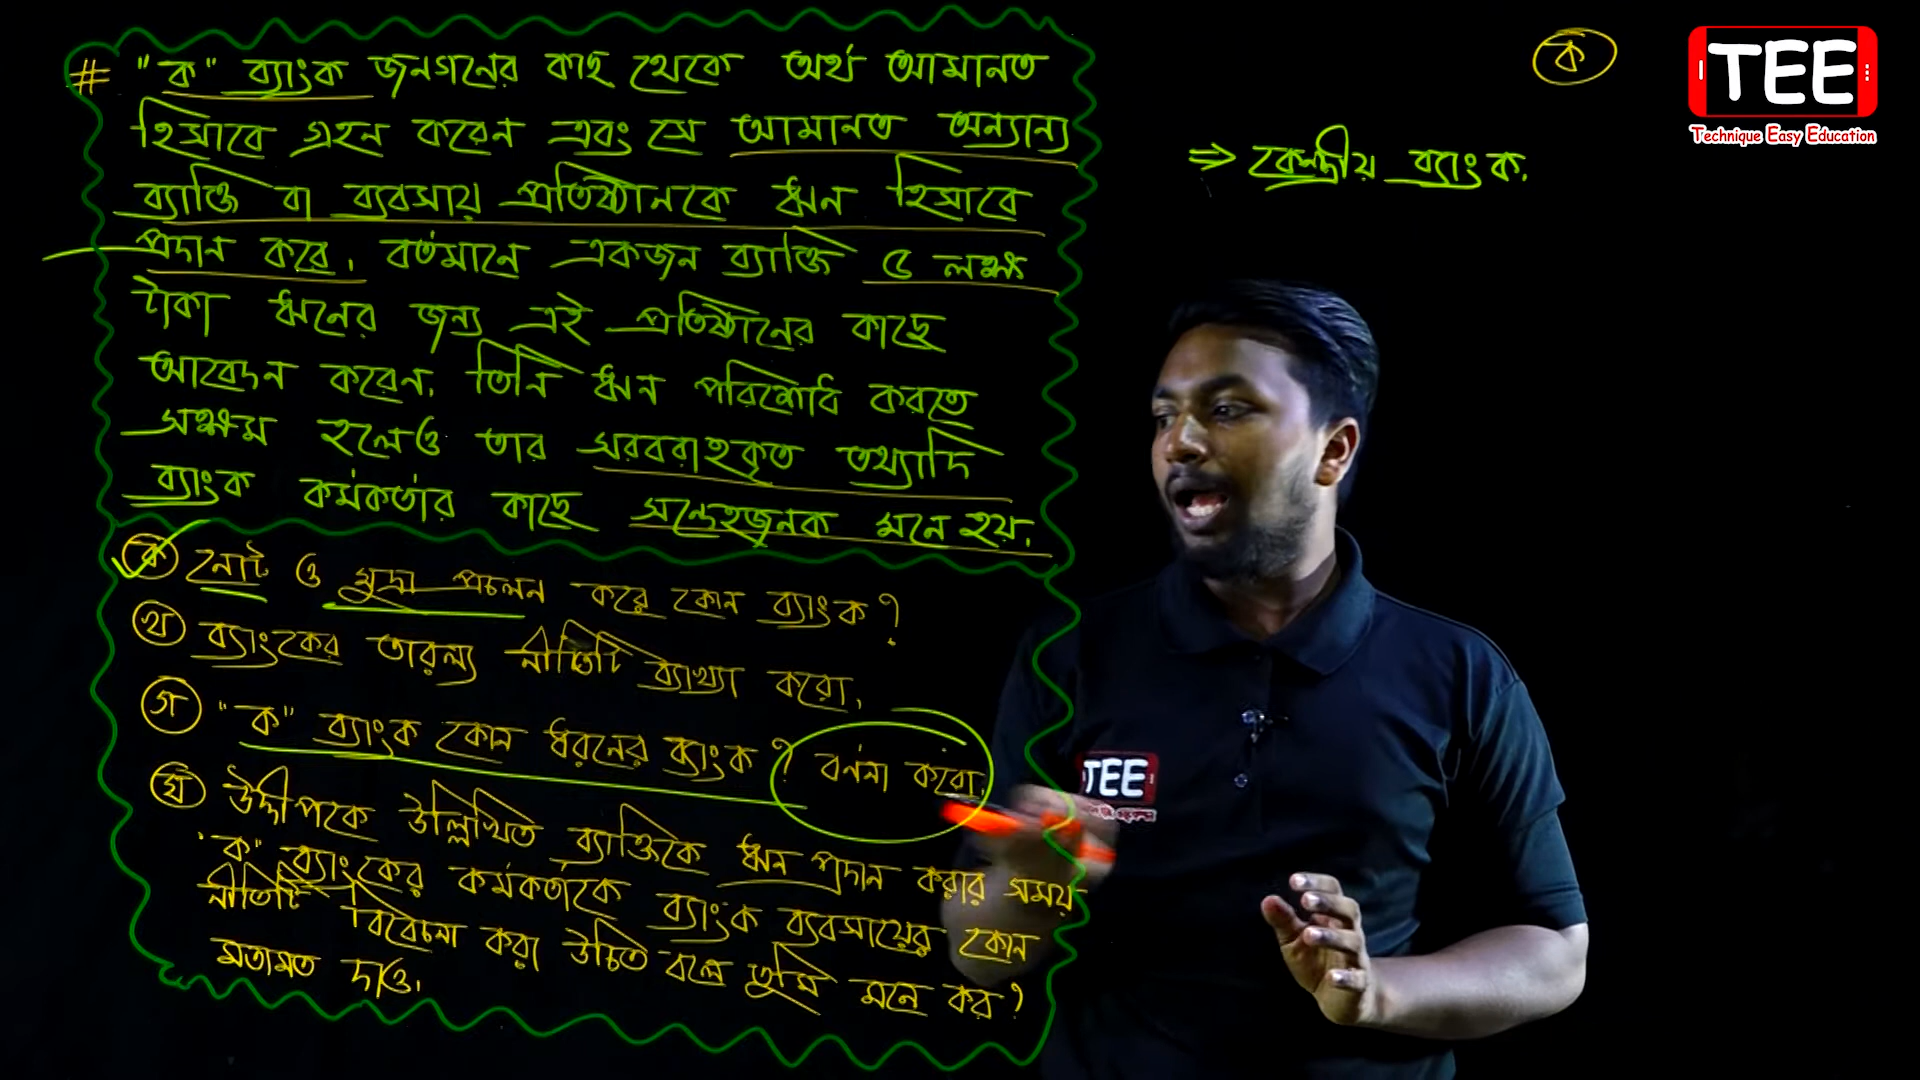 # "ক" ব্যাংক জনগনের কাছ থেকে অর্থ আমানত
হিসাবে গ্রহন করেন এবং সে আমানত অন্যান্য
ব্যাক্তি বা ব্যবসায় প্রতিষ্ঠানকে ঋন হিসাবে
প্রদান করে। বর্তমানে একজন ব্যাক্তি ৫ লক্ষ
টাকা ঋনের জন্য এই প্রতিষ্ঠানের কাছে
আবেদন করেন। তিনি ঋন পরিশোধ করতে
সক্ষম হলেও তার সরবরাহকৃত তথ্যাদি
ব্যাংক কর্মকর্তার কাছে সন্দেহজনক মনে হয়।
ক নোট ও মুদ্রা প্রচলন করে কোন ব্যাংক?
খ ব্যাংকের তারল্য নীতিটি ব্যাখ্যা করো।
গ "ক" ব্যাংক কোন ধরনের ব্যাংক? বর্ননা করো।
ঘ উদ্দীপকে উল্লিখিত ব্যাক্তিকে ঋন প্রদান করার সময়
"ক" ব্যাংকের কর্মকর্তাকে ব্যাংক ব্যবসায়ের কোন
নীতিটি বিবেচনা করা উচিত বলে তুমি মনে কর?
মতামত দাও।
ক
⇒ কেন্দ্রীয় ব্যাংক।
TEE
Technique Easy Education
TEE